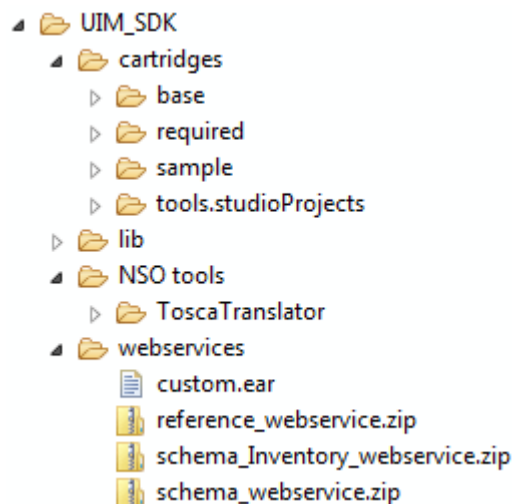 UIM_SDK
cartridges
base
required
sample
tools.studioProjects
lib
NSO tools
ToscaTranslator
webservices
custom.ear
reference_webservice.zip
schema_Inventory_webservice.zip
schema_webservice.zip